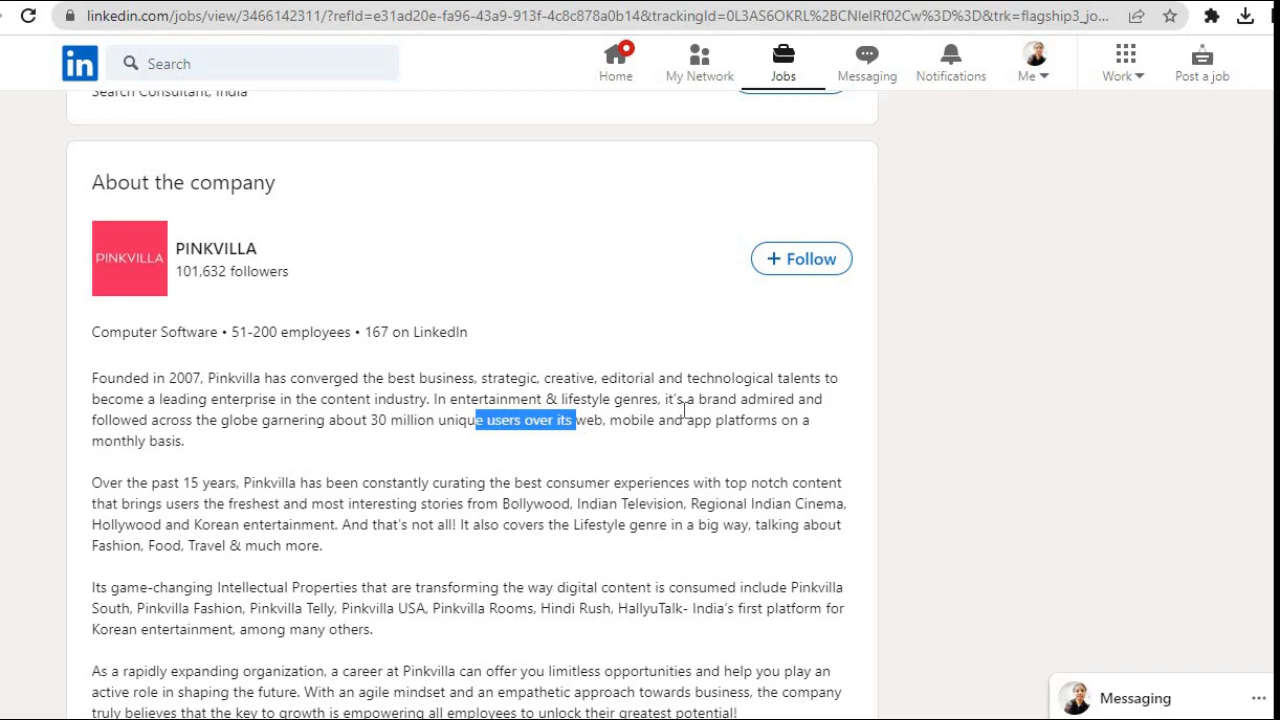 linkedin.com/jobs/view/3466142311/?refId=e31ad20e-fa96-43a9-913f-4c8c878a0b14&trackingId=0L3AS6OKRL%2BCNIeIRf02Cw%3D%3D&trk=flagship3_jo...
in
Search
Home
My Network
Jobs
Messaging
Notifications
Me
Work
Post a job
Search Consultant, India
About the company
PINKVILLA
PINKVILLA
101,632 followers
+ Follow
Computer Software • 51-200 employees • 167 on LinkedIn
Founded in 2007, Pinkvilla has converged the best business, strategic, creative, editorial and technological talents to
become a leading enterprise in the content industry. In entertainment & lifestyle genres, it's a brand admired and
followed across the globe garnering about 30 million unique users over its web, mobile and app platforms on a
monthly basis.
Over the past 15 years, Pinkvilla has been constantly curating the best consumer experiences with top notch content
that brings users the freshest and most interesting stories from Bollywood, Indian Television, Regional Indian Cinema,
Hollywood and Korean entertainment. And that's not all! It also covers the Lifestyle genre in a big way, talking about
Fashion, Food, Travel & much more.
Its game-changing Intellectual Properties that are transforming the way digital content is consumed include Pinkvilla
South, Pinkvilla Fashion, Pinkvilla Telly, Pinkvilla USA, Pinkvilla Rooms, Hindi Rush, HallyuTalk- India's first platform for
Korean entertainment, among many others.
As a rapidly expanding organization, a career at Pinkvilla can offer you limitless opportunities and help you play an
active role in shaping the future. With an agile mindset and an empathetic approach towards business, the company
truly believes that the key to growth is empowering all employees to unlock their greatest potential!
Messaging